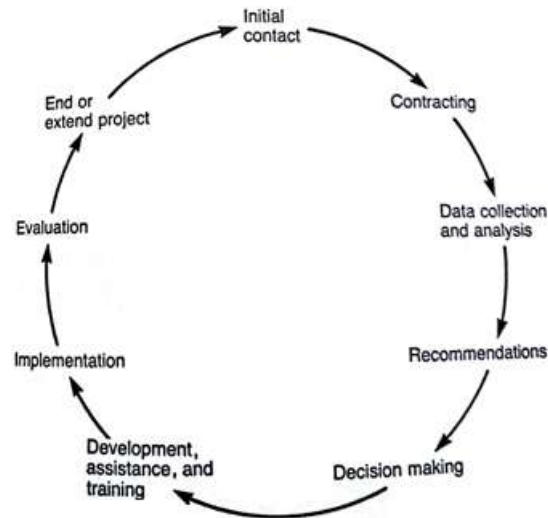 Initial
contact
Contracting
Data collection
and analysis
Recommendations
Decision making
Development,
assistance, and
training
Implementation
Evaluation
End or
extend project